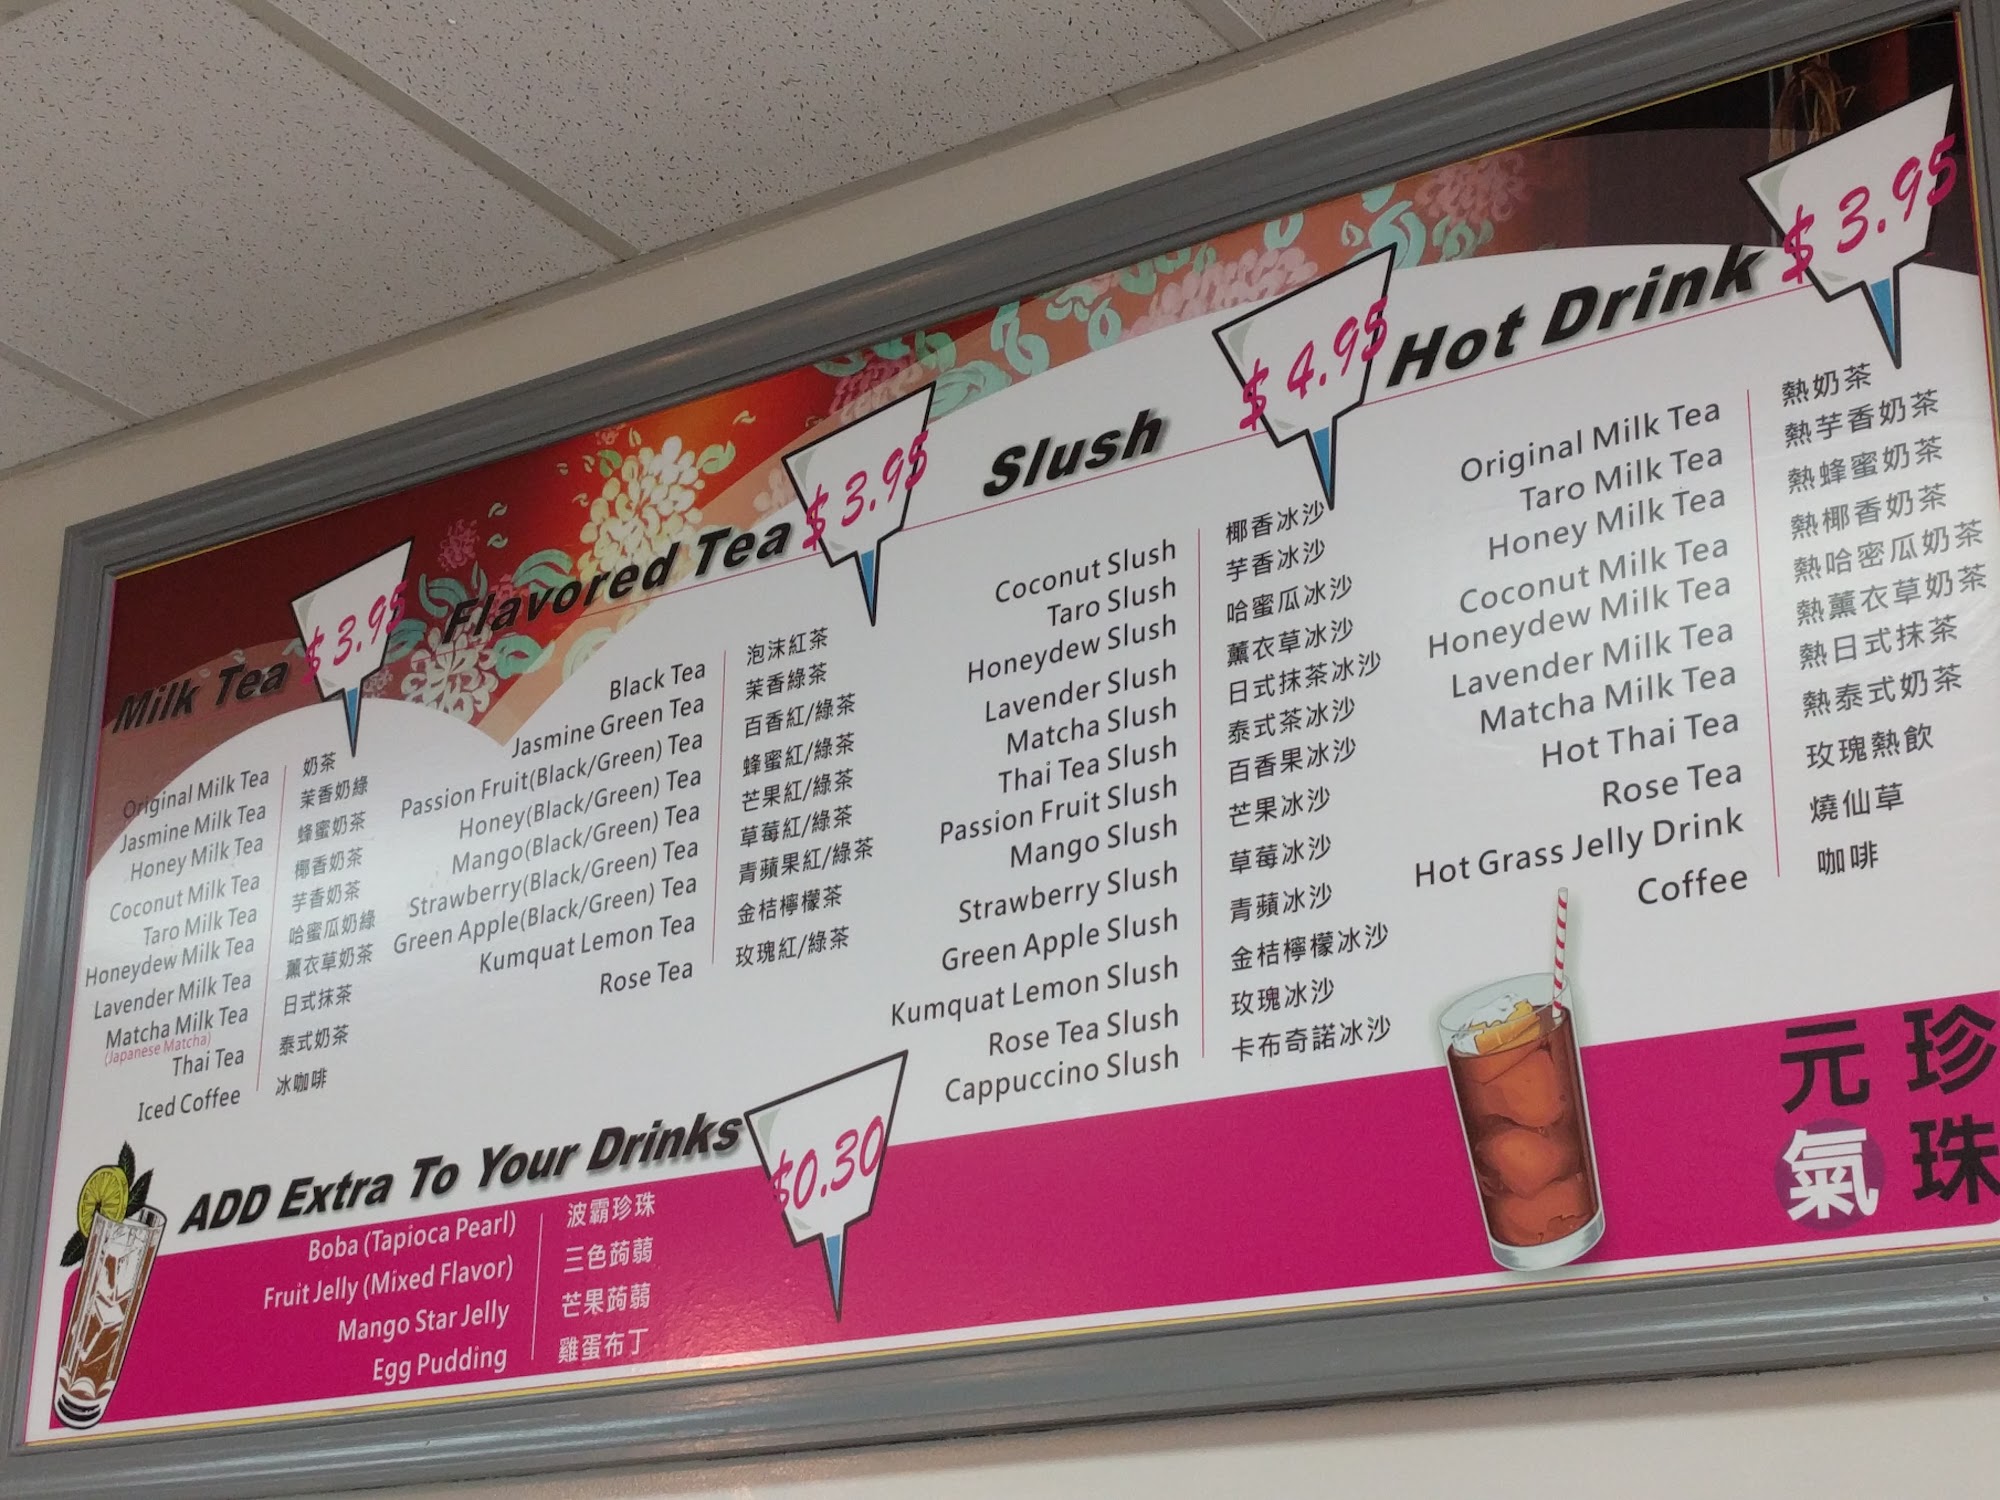 Milk Tea $3.95
Original Milk Tea 奶茶
Jasmine Milk Tea 茉香奶綠
Honey Milk Tea 蜂蜜奶茶
Coconut Milk Tea 椰香奶茶
Taro Milk Tea 芋香奶茶
Honeydew Milk Tea 哈蜜瓜奶綠
Lavender Milk Tea 薰衣草奶茶
Matcha Milk Tea 日式抹茶
(Japanese Matcha)
Thai Tea 泰式奶茶
Iced Coffee 冰咖啡
Flavored Tea $3.95
Black Tea 泡沫紅茶
Jasmine Green Tea 茉香綠茶
Passion Fruit(Black/Green) Tea 百香紅/綠茶
Honey(Black/Green) Tea 蜂蜜紅/綠茶
Mango(Black/Green) Tea 芒果紅/綠茶
Strawberry(Black/Green) Tea 草莓紅/綠茶
Green Apple(Black/Green) Tea 青蘋果紅/綠茶
Kumquat Lemon Tea 金桔檸檬茶
Rose Tea 玫瑰紅/綠茶
Slush $4.95
Coconut Slush 椰香冰沙
Taro Slush 芋香冰沙
Honeydew Slush 哈蜜瓜冰沙
Lavender Slush 薰衣草冰沙
Matcha Slush 日式抹茶冰沙
Thai Tea Slush 泰式茶冰沙
Passion Fruit Slush 百香果冰沙
Mango Slush 芒果冰沙
Strawberry Slush 草莓冰沙
Green Apple Slush 青蘋冰沙
Kumquat Lemon Slush 金桔檸檬冰沙
Rose Tea Slush 玫瑰冰沙
Cappuccino Slush 卡布奇諾冰沙
Hot Drink $3.95
Original Milk Tea 熱奶茶
Taro Milk Tea 熱芋香奶茶
Honey Milk Tea 熱蜂蜜奶茶
Coconut Milk Tea 熱椰香奶茶
Honeydew Milk Tea 熱哈密瓜奶茶
Lavender Milk Tea 熱薰衣草奶茶
Matcha Milk Tea 熱日式抹茶
Hot Thai Tea 熱泰式奶茶
Rose Tea 玫瑰熱飲
Hot Grass Jelly Drink 燒仙草
Coffee 咖啡
ADD Extra To Your Drinks $0.30
Boba (Tapioca Pearl) 波霸珍珠
Fruit Jelly (Mixed Flavor) 三色蒟蒻
Mango Star Jelly 芒果蒟蒻
Egg Pudding 雞蛋布丁
珍珠
元氣